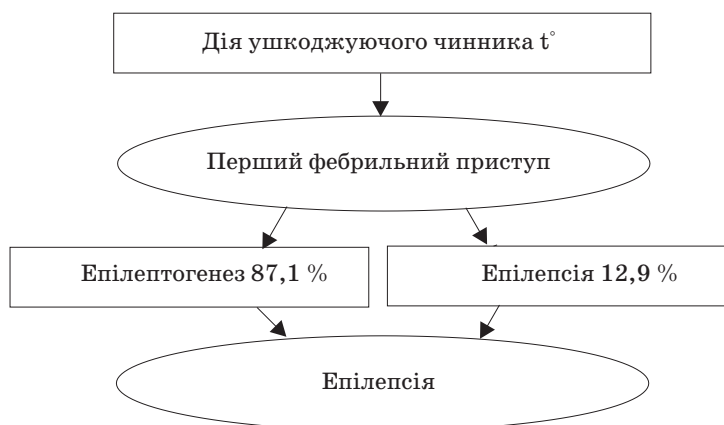 Дія ушкоджуючого чинника t°
Перший фебрильний приступ
Епілептогенез 87,1 %
Епілепсія 12,9 %
Епілепсія